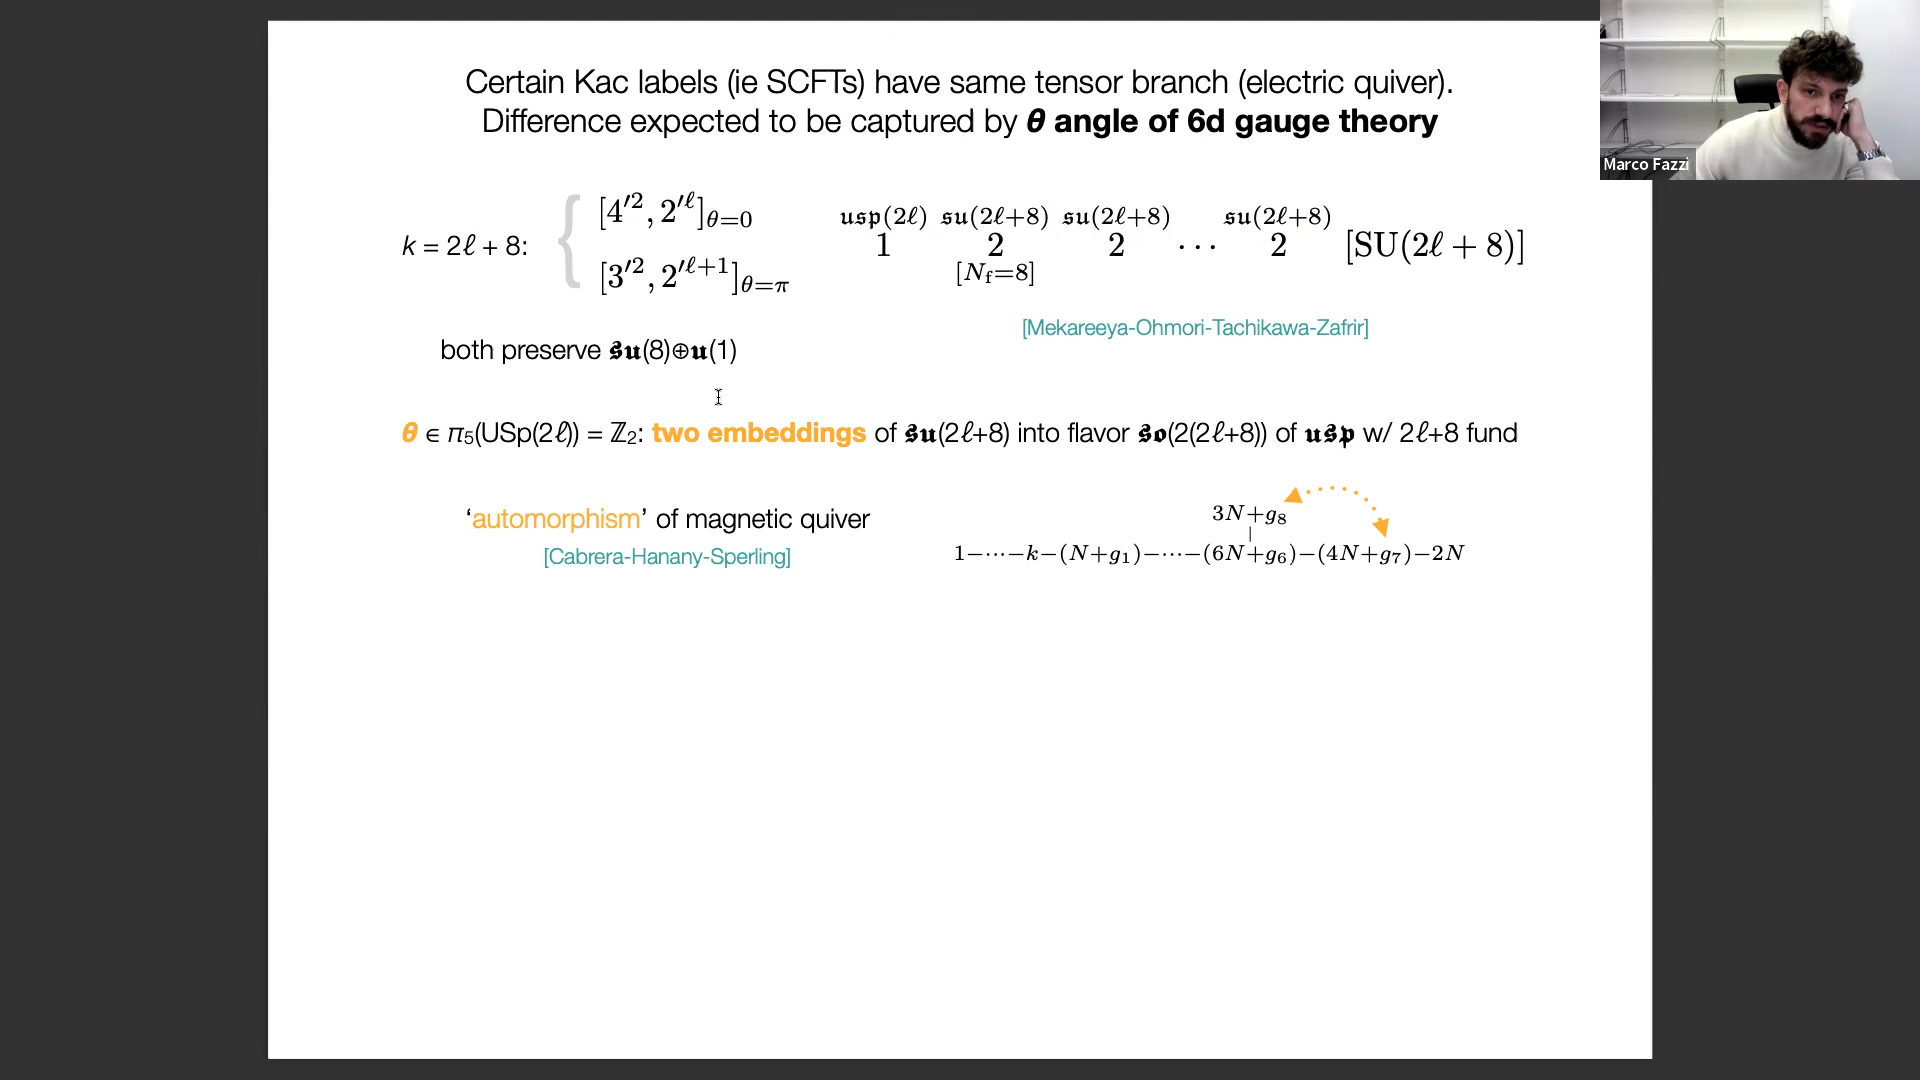 Certain Kac labels (ie SCFTs) have same tensor branch (electric quiver).
Difference expected to be captured by θ angle of 6d gauge theory
Marco Fazzi
k = 2ℓ + 8:
[4′², 2′ℓ]θ=0
[3′², 2′ℓ+1]θ=π
𝔲𝔰𝔭(2ℓ) 𝔰𝔲(2ℓ+8) 𝔰𝔲(2ℓ+8) 𝔰𝔲(2ℓ+8)
1 2 2 ⋯ 2 [SU(2ℓ + 8)]
[Nf=8]
[Mekareeya-Ohmori-Tachikawa-Zafrir]
both preserve 𝔰𝔲(8)⊕𝔲(1)
θ ∈ π₅(USp(2ℓ)) = ℤ₂: two embeddings of 𝔰𝔲(2ℓ+8) into flavor 𝔰𝔬(2(2ℓ+8)) of 𝔲𝔰𝔭 w/ 2ℓ+8 fund
‘automorphism’ of magnetic quiver
[Cabrera-Hanany-Sperling]
3N+g₈
|
1−⋯−k−(N+g₁)−⋯−(6N+g₆)−(4N+g₇)−2N